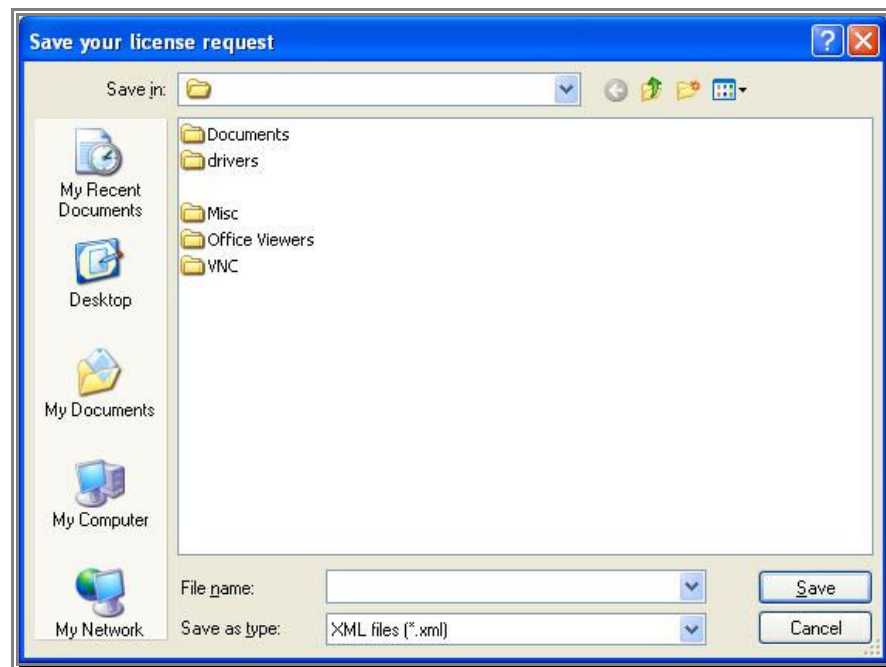 Save your license request
Save in:
Documents
drivers
Misc
Office Viewers
VNC
My Recent
Documents
Desktop
My Documents
My Computer
My Network
File name:
Save
Save as type:
XML files (*.xml)
Cancel